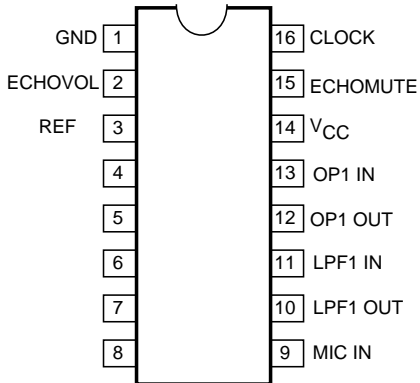 GND 1 16 CLOCK
ECHOVOL 2 15 ECHOMUTE
REF 3 14 VCC
4 13 OP1 IN
5 12 OP1 OUT
6 11 LPF1 IN
7 10 LPF1 OUT
8 9 MIC IN